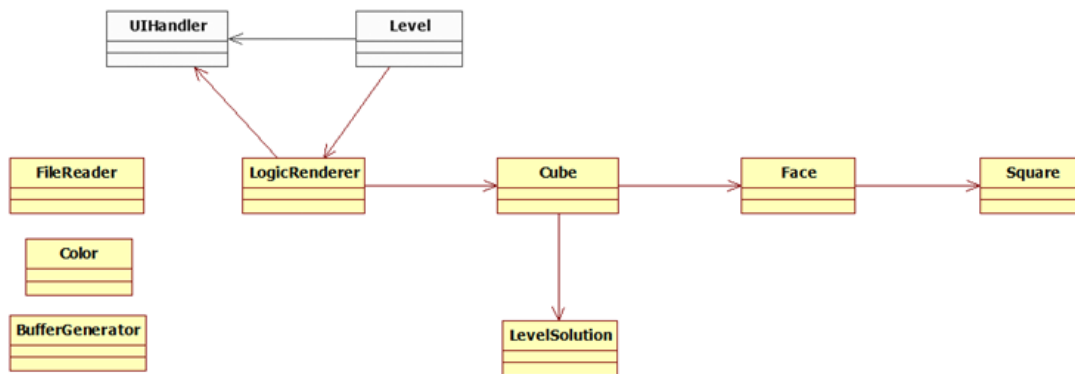 UIHandler
Level
FileReader
LogicRenderer
Cube
Face
Square
Color
BufferGenerator
LevelSolution